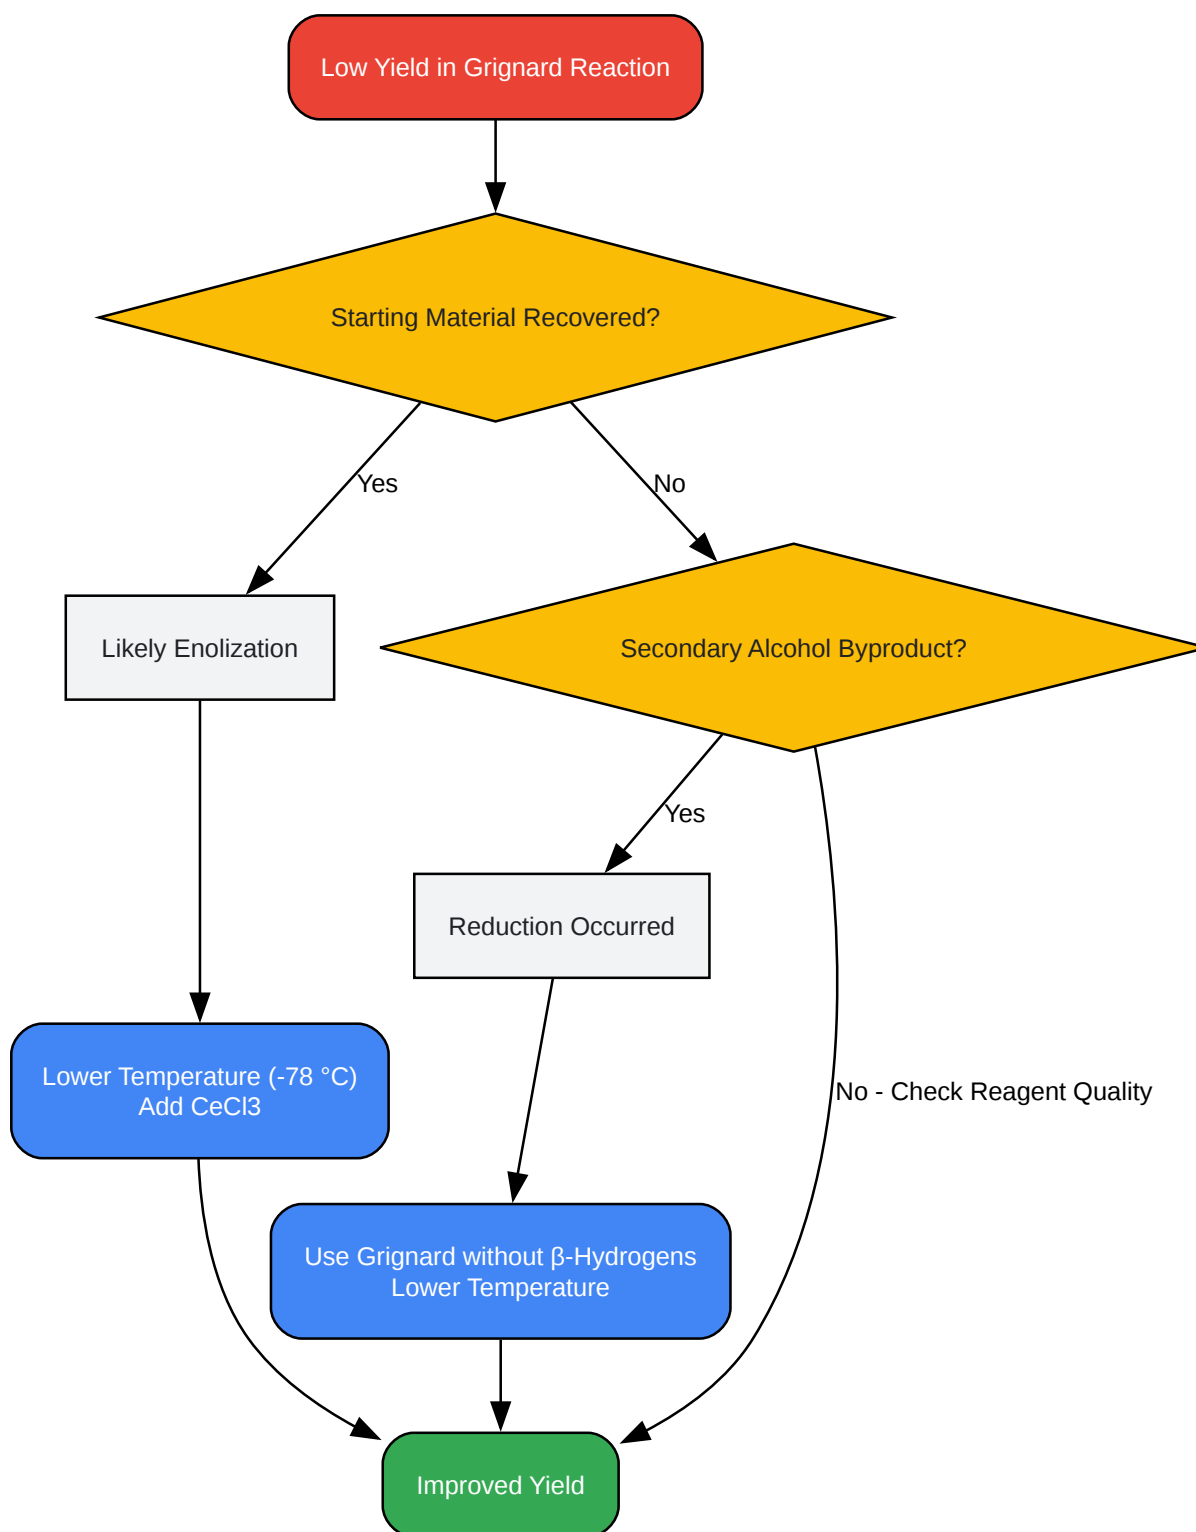 Low Yield in Grignard Reaction
Starting Material Recovered?
Yes
No
Likely Enolization
Secondary Alcohol Byproduct?
Yes
Reduction Occurred
Lower Temperature (-78 °C)
Add CeCl3
No - Check Reagent Quality
Use Grignard without β-Hydrogens
Lower Temperature
Improved Yield